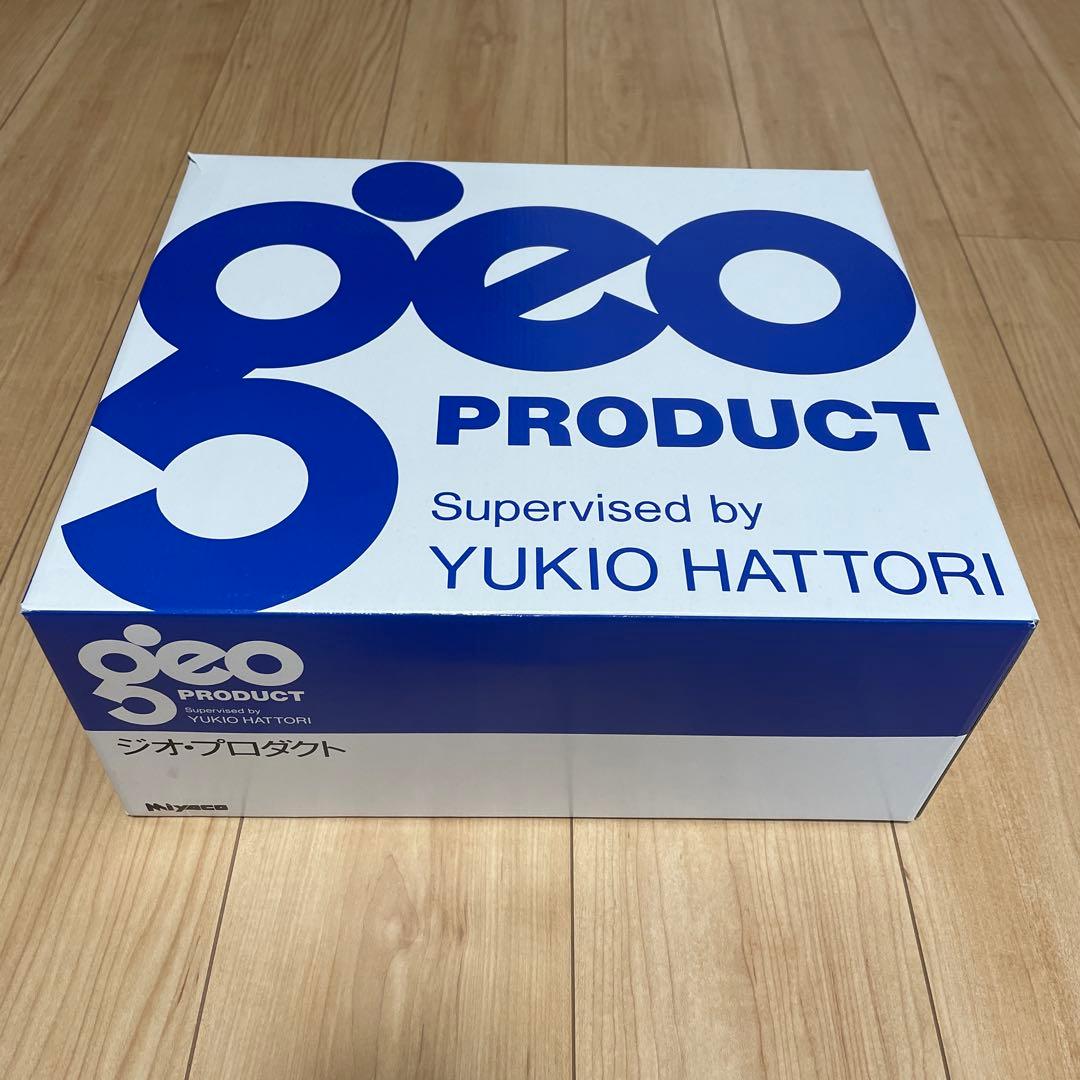 geo
PRODUCT
Supervised by
YUKIO HATTORI
geo
PRODUCT
Supervised by
YUKIO HATTORI
ジオ・プロダクト
Miyaco